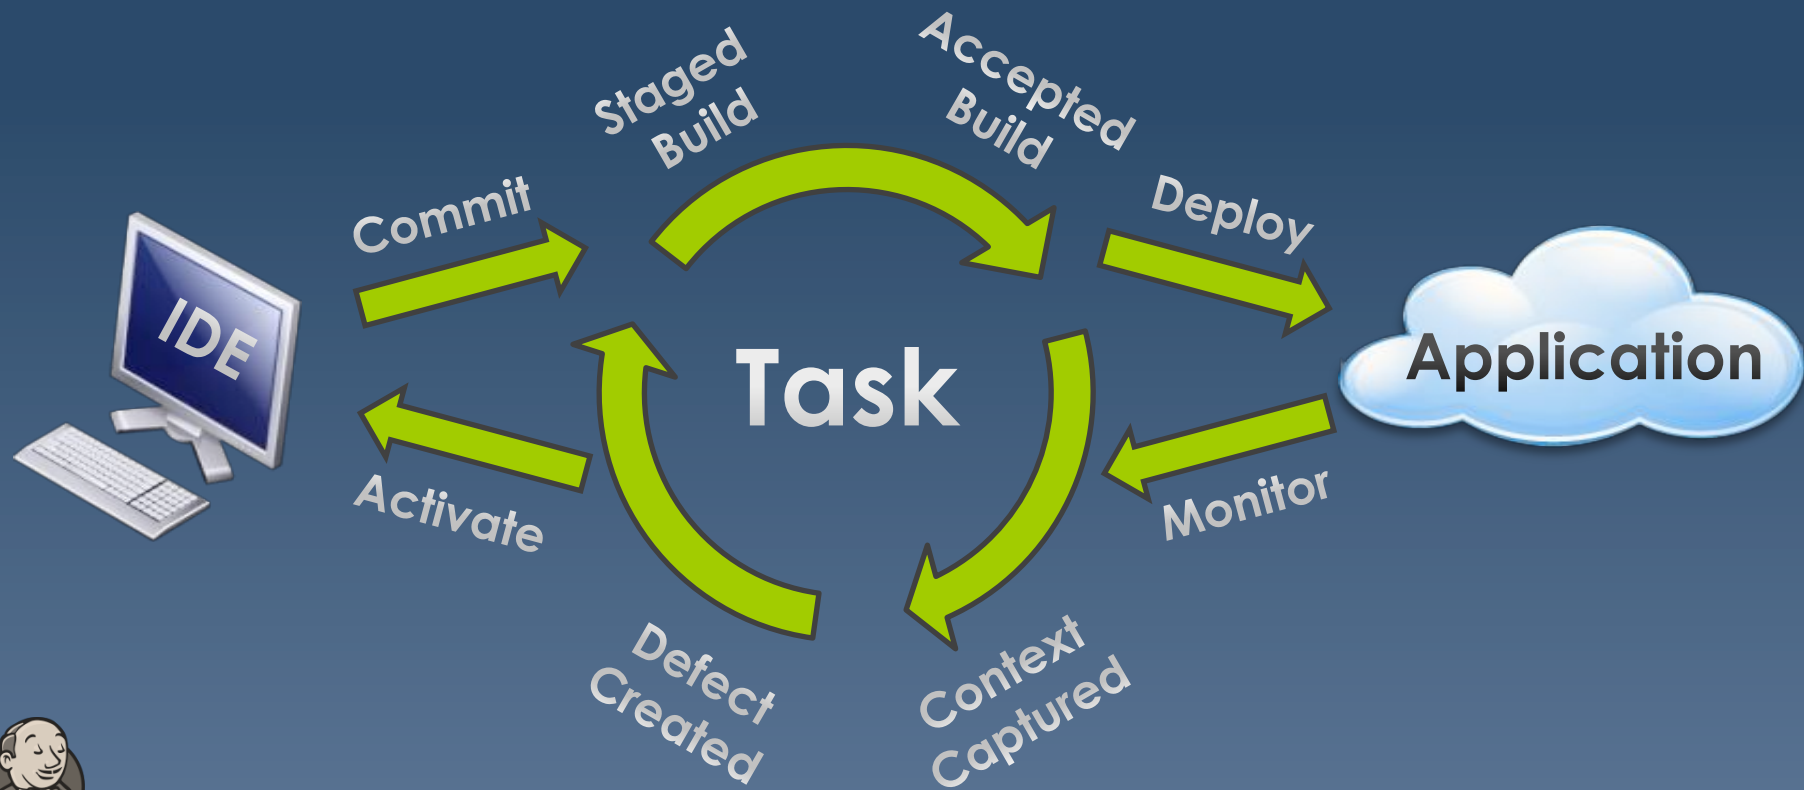 Staged
Build
Accepted
Build
Commit
Deploy
IDE
Task
Application
Activate
Monitor
Defect
Created
Context
Captured